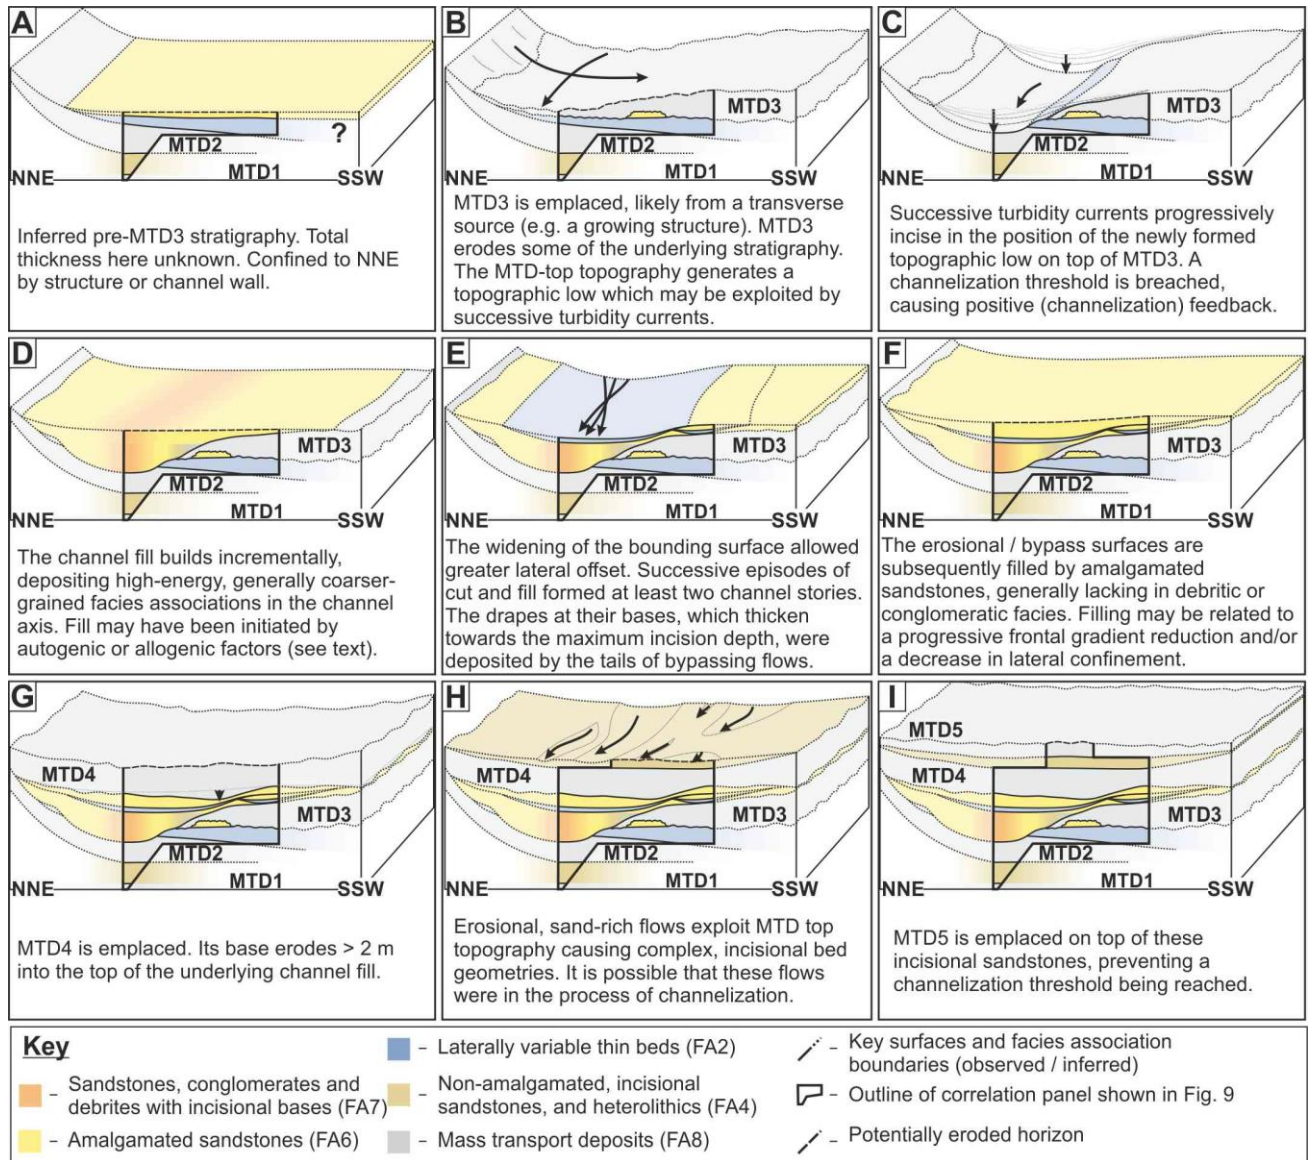 A
MTD2
MTD1
?
NNE
SSW
Inferred pre-MTD3 stratigraphy. Total
thickness here unknown. Confined to NNE
by structure or channel wall.
B
MTD3
MTD2
MTD1
NNE
SSW
MTD3 is emplaced, likely from a transverse
source (e.g. a growing structure). MTD3
erodes some of the underlying stratigraphy.
The MTD-top topography generates a
topographic low which may be exploited by
successive turbidity currents.
C
MTD3
MTD2
MTD1
NNE
SSW
Successive turbidity currents progressively
incise in the position of the newly formed
topographic low on top of MTD3. A
channelization threshold is breached,
causing positive (channelization) feedback.
D
MTD3
MTD2
MTD1
NNE
SSW
The channel fill builds incrementally,
depositing high-energy, generally coarser-
grained facies associations in the channel
axis. Fill may have been initiated by
autogenic or allogenic factors (see text).
E
MTD3
MTD2
MTD1
NNE
SSW
The widening of the bounding surface allowed
greater lateral offset. Successive episodes of
cut and fill formed at least two channel stories.
The drapes at their bases, which thicken
towards the maximum incision depth, were
deposited by the tails of bypassing flows.
F
MTD3
MTD2
MTD1
NNE
SSW
The erosional / bypass surfaces are
subsequently filled by amalgamated
sandstones, generally lacking in debritic or
conglomeratic facies. Filling may be related to
a progressive frontal gradient reduction and/or
a decrease in lateral confinement.
G
MTD4
MTD3
MTD2
MTD1
NNE
SSW
MTD4 is emplaced. Its base erodes > 2 m
into the top of the underlying channel fill.
H
MTD4
MTD3
MTD2
MTD1
NNE
SSW
Erosional, sand-rich flows exploit MTD top
topography causing complex, incisional bed
geometries. It is possible that these flows
were in the process of channelization.
I
MTD5
MTD4
MTD3
MTD2
MTD1
NNE
SSW
MTD5 is emplaced on top of these
incisional sandstones, preventing a
channelization threshold being reached.
Key
– Sandstones, conglomerates and
debrites with incisional bases (FA7)
– Amalgamated sandstones (FA6)
– Laterally variable thin beds (FA2)
– Non-amalgamated, incisional
sandstones, and heterolithics (FA4)
– Mass transport deposits (FA8)
– Key surfaces and facies association
boundaries (observed / inferred)
– Outline of correlation panel shown in Fig. 9
– Potentially eroded horizon